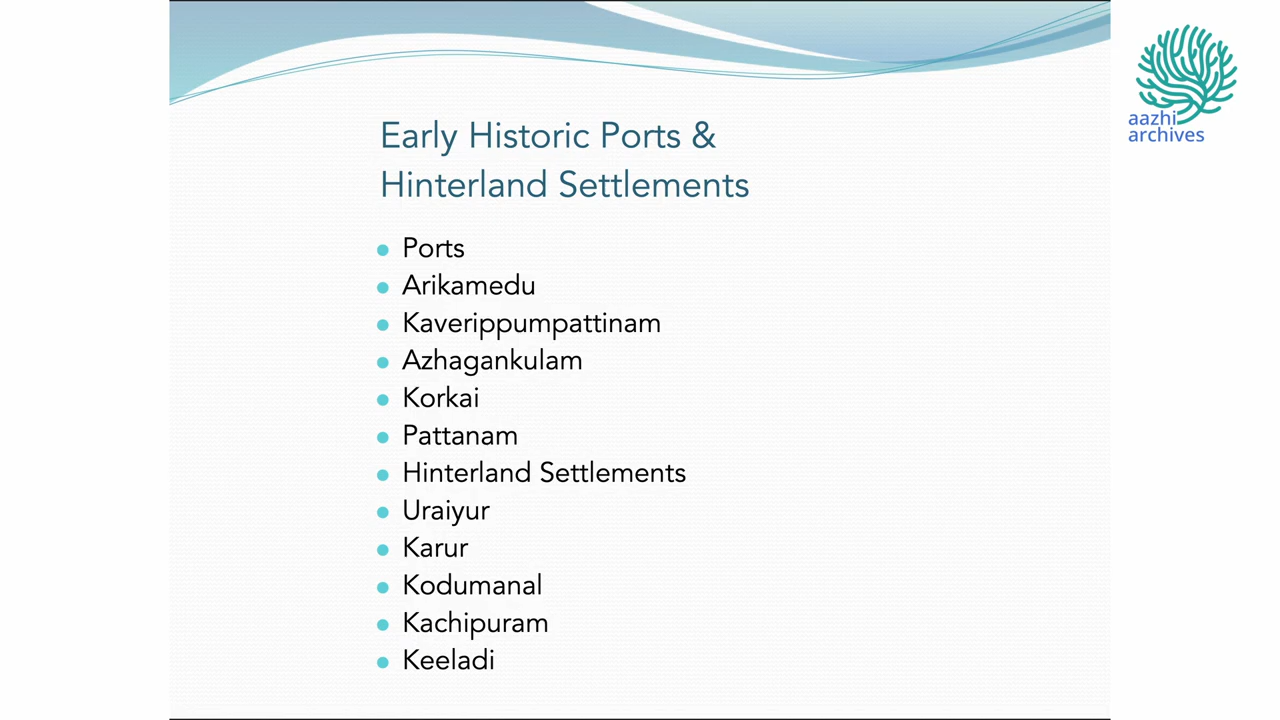 Early Historic Ports &
Hinterland Settlements
Ports
Arikamedu
Kaverippumpattinam
Azhagankulam
Korkai
Pattanam
Hinterland Settlements
Uraiyur
Karur
Kodumanal
Kachipuram
Keeladi
aazhi
archives